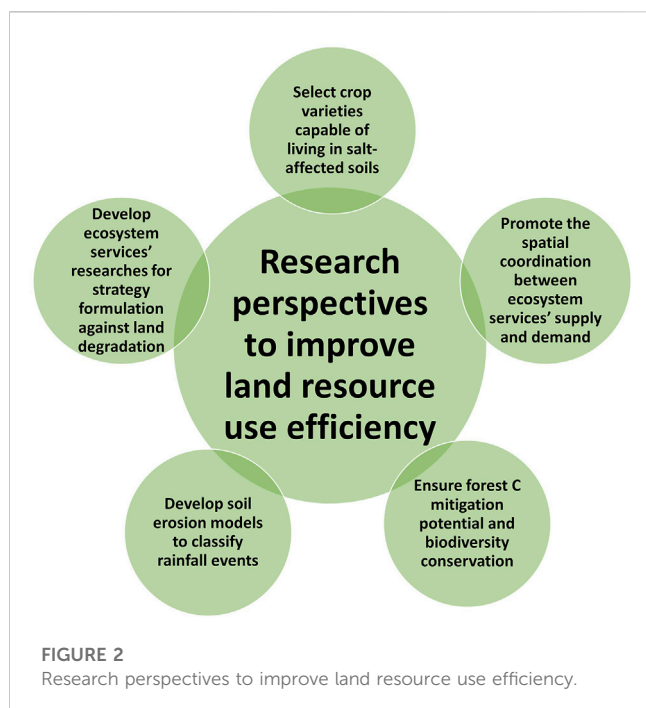 Select crop
varieties
capable of
living in salt-
affected soils
Develop
ecosystem
services’
researches for
strategy
formulation
against land
degradation
Research
perspectives
to improve
land resource
use efficiency
Promote the
spatial
coordination
between
ecosystem
services’ supply
and demand
Develop soil
erosion models
to classify
rainfall events
Ensure forest C
mitigation
potential and
biodiversity
conservation
FIGURE 2
Research perspectives to improve land resource use efficiency.